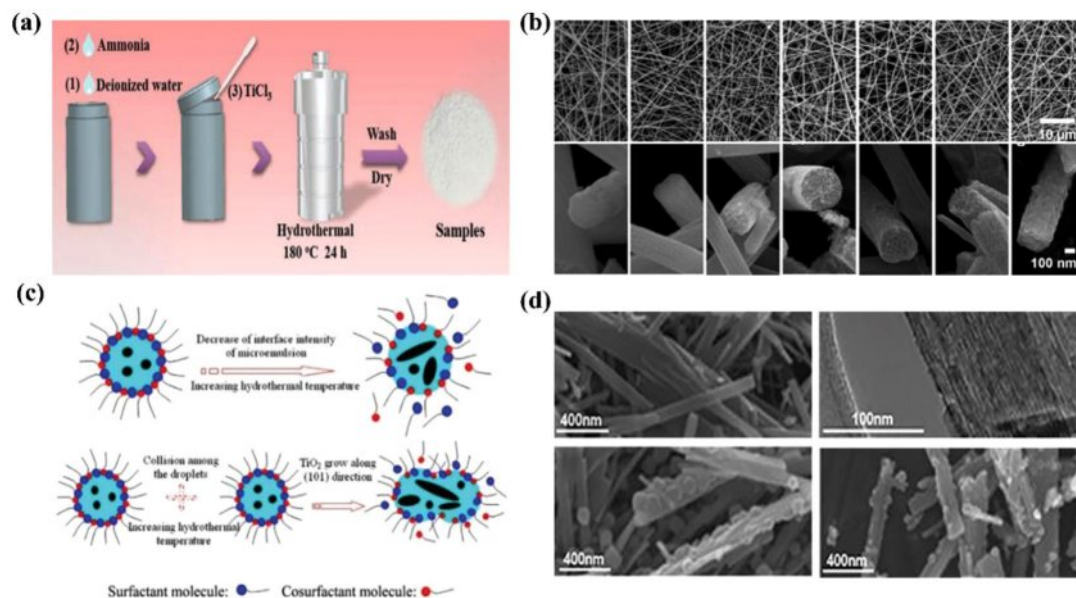 (a)
(2) Ammonia
(1) Deionized water
(3) TiCl3
Wash
Dry
Hydrothermal
180 °C 24 h
Samples
(b)
10 μm
100 nm
(c)
Decrease of interface intensity
of microemulsion
Increasing hydrothermal temperature
Collision among
the droplets
Increasing hydrothermal
temperature
TiO2 grow along
(101) direction
Surfactant molecule:
Cosurfactant molecule:
(d)
400nm
100nm
400nm
400nm